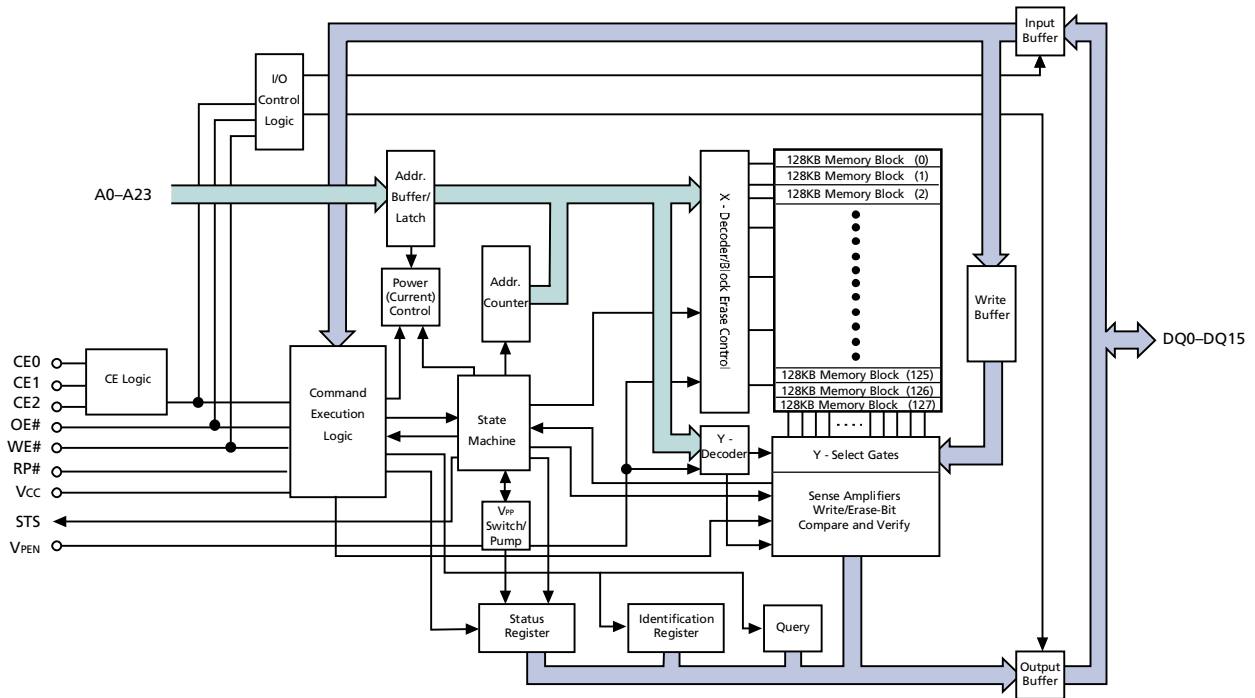 Input
Buffer
I/O
Control
Logic
A0–A23
Addr.
Buffer/
Latch
X - Decoder/Block Erase Control
128KB Memory Block (0)
128KB Memory Block (1)
128KB Memory Block (2)
Power
(Current)
Control
Addr.
Counter
Write
Buffer
DQ0–DQ15
CE0
CE1
CE2
OE#
WE#
RP#
VCC
STS
VPEN
CE Logic
Command
Execution
Logic
State
Machine
128KB Memory Block (125)
128KB Memory Block (126)
128KB Memory Block (127)
Y -
Decoder
Y - Select Gates
Sense Amplifiers
Write/Erase-Bit
Compare and Verify
VPP
Switch/
Pump
Status
Register
Identification
Register
Query
Output
Buffer